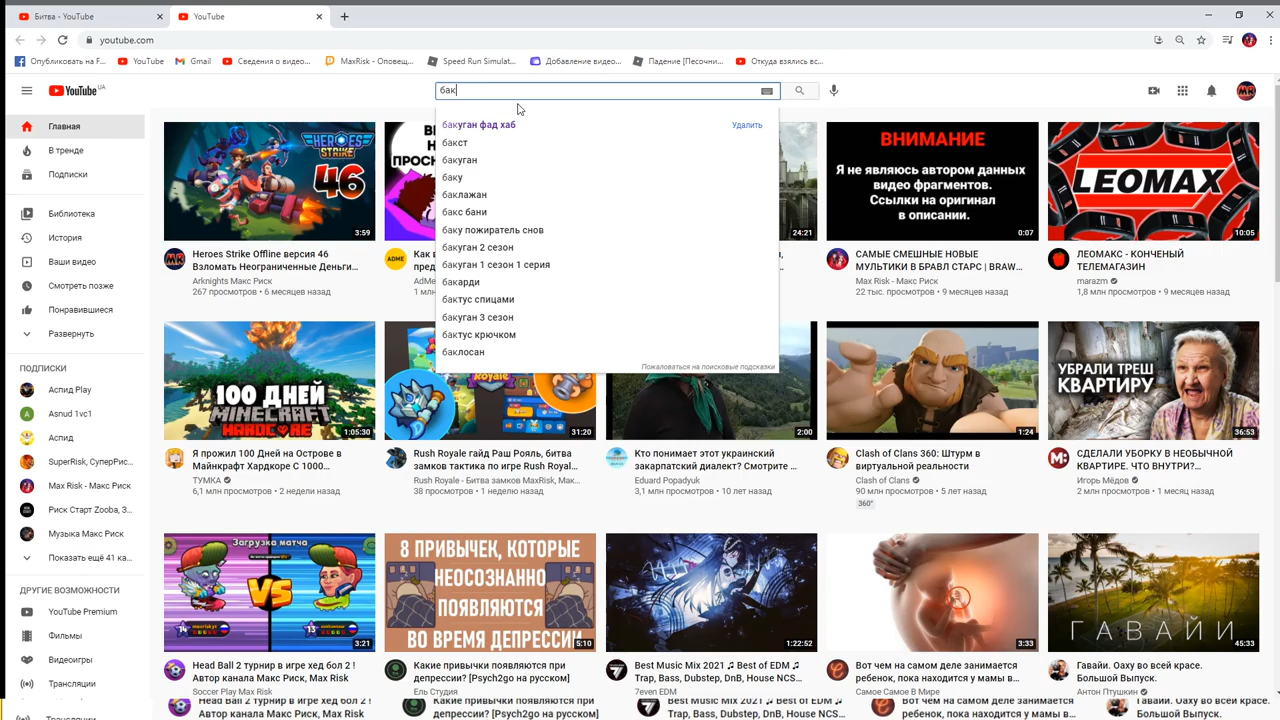 Битва - YouTube
YouTube
youtube.com
Опубликовать на F...
YouTube
Gmail
Сведения о видео...
MaxRisk - Оповещ...
Speed Run Simulat...
Добавление видео...
Падение [Песочни...
Откуда взялись вс...
YouTube UA
бак
бакуган фад хаб
Удалить
бакст
бакуган
баку
баклажан
бакс бани
баку пожиратель снов
бакуган 2 сезон
бакуган 1 сезон 1 серия
бакарди
бактус спицами
бакуган 3 сезон
бактус крючком
баклосан
Пожаловаться на поисковые подсказки
Главная
В тренде
Подписки
Библиотека
История
Ваши видео
Смотреть позже
Понравившиеся
Развернуть
ПОДПИСКИ
Аспид Play
Asnud 1vc1
Аспид
SuperRisk, СуперРис...
Max Risk - Макс Риск
Риск Старт Zooba, З...
Музыка Макс Риск
Показать ещё 41 ка...
ДРУГИЕ ВОЗМОЖНОСТИ
YouTube Premium
Фильмы
Видеоигры
Трансляции
HEROES STRIKE
46
3:59
Heroes Strike Offline версия 46
Взломать Неограниченные Деньги...
Arknights Макс Риск
267 просмотров • 6 месяцев назад
ADME
24:21
ВНИМАНИЕ
Я не являюсь автором данных
видео фрагментов.
Ссылки на оригинал
в описании.
0:07
САМЫЕ СМЕШНЫЕ НОВЫЕ
МУЛЬТИКИ В БРАВЛ СТАРС | BRAW...
Max Risk - Макс Риск
22 тыс. просмотров • 6 месяцев назад
LEOMAX
10:05
LEOMAX - КОНЧЕНЫЙ
ТЕЛЕМАГАЗИН
marazm
1,8 млн просмотров • 9 месяцев назад
100 ДНЕЙ
MINECRAFT
HARDCORE
1:05:30
Я прожил 100 Дней на Острове в
Майнкрафт Хардкоре С 1000...
ТУМКА
6,1 млн просмотров • 2 недели назад
Royale
31:20
Rush Royale гайд Раш Рояль, битва
замков тактика по игре Rush Royal...
Rush Royale - Битва замков MaxRisk, Мак...
38 просмотров • 1 неделю назад
2:00
Кто понимает этот украинский
закарпатский диалект? Смотрите ...
Eduard Popadyuk
3,1 млн просмотров • 10 лет назад
1:24
Clash of Clans 360: Штурм в
виртуальной реальности
Clash of Clans
90 млн просмотров • 5 лет назад
360°
УБРАЛИ ТРЕШ
КВАРТИРУ
36:53
СДЕЛАЛИ УБОРКУ В НЕОБЫЧНОЙ
КВАРТИРЕ. ЧТО ВНУТРИ?...
Игорь Мёдов
2 млн просмотров • 1 месяц назад
Загрузка матча
VS
3:21
Head Ball 2 турнир в игре хед бол 2 !
Автор канала Макс Риск, Макс Ri...
Soccer Play Max Risk
8 ПРИВЫЧЕК, КОТОРЫЕ
НЕОСОЗНАННО
ПОЯВЛЯЮТСЯ
ВО ВРЕМЯ ДЕПРЕССИИ
5:10
Какие привычки появляются при
депрессии? [Psych2go на русском]
Ель Студия
1:22:52
Best Music Mix 2021 ♫ Best of EDM ♫
Trap, Bass, Dubstep, DnB, House NCS...
7even EDM
3:33
Вот чем на самом деле занимается
ребенок, пока находится у мамы в...
Самое Самое В Мире
ГАВАЙИ
45:33
Гавайи. Оаху во всей красе.
Большой Выпуск.
Антон Птушкин